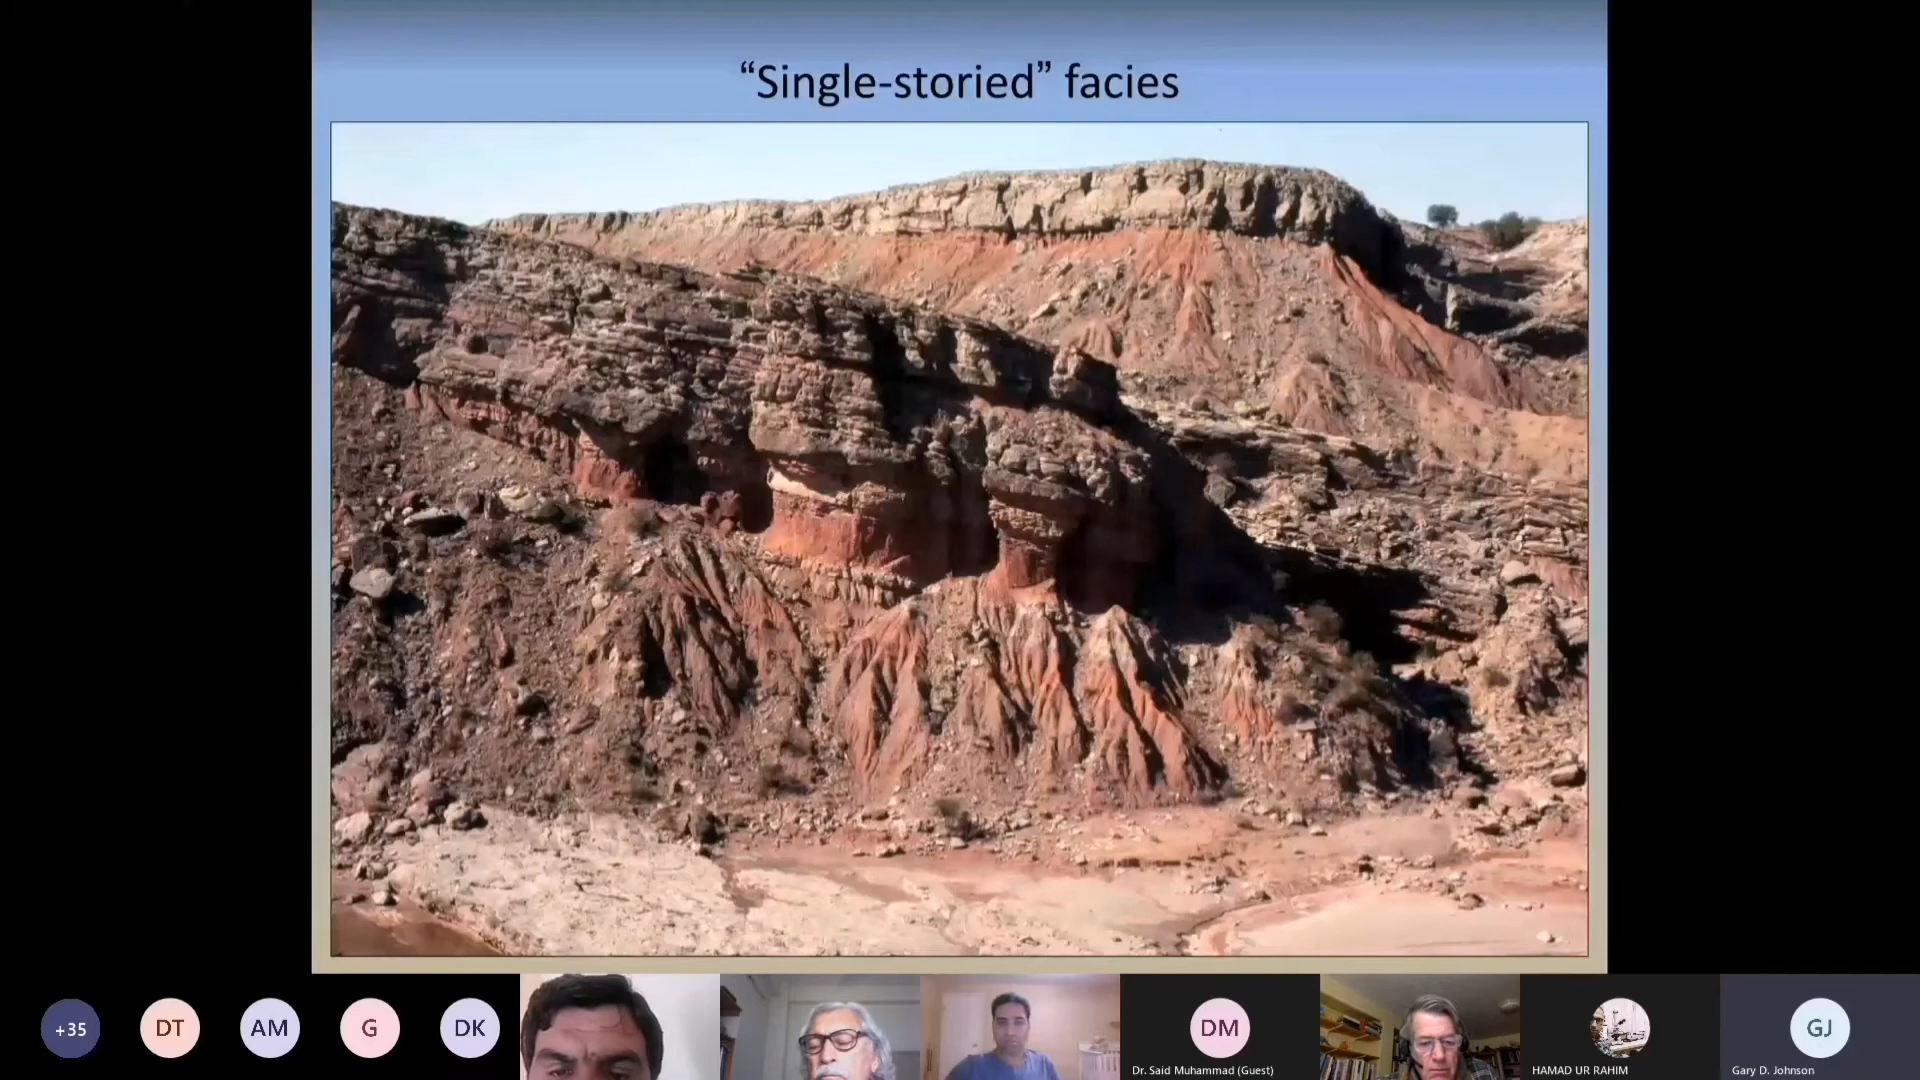 “Single-storied” facies
+35
DT
AM
G
DK
DM
Dr. Said Muhammad (Guest)
HAMAD UR RAHIM
GJ
Gary D. Johnson